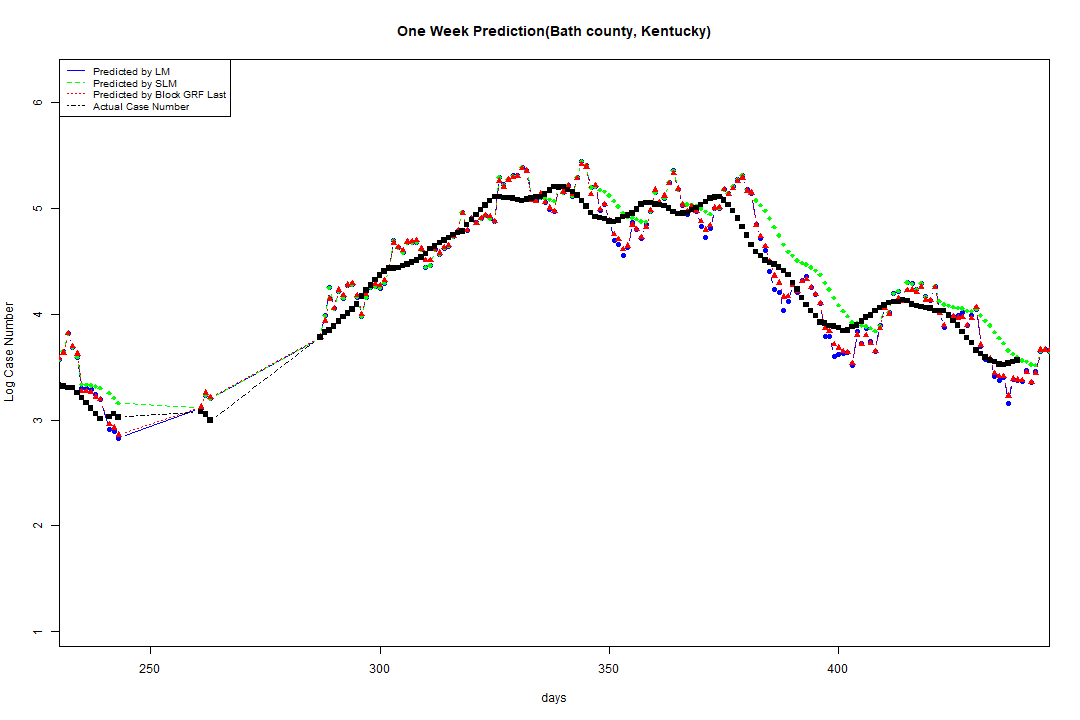 One Week Prediction(Bath county, Kentucky)
Predicted by LM
Predicted by SLM
Predicted by Block GRF Last
Actual Case Number
Log Case Number
6
5
4
3
2
1
250
300
350
400
days